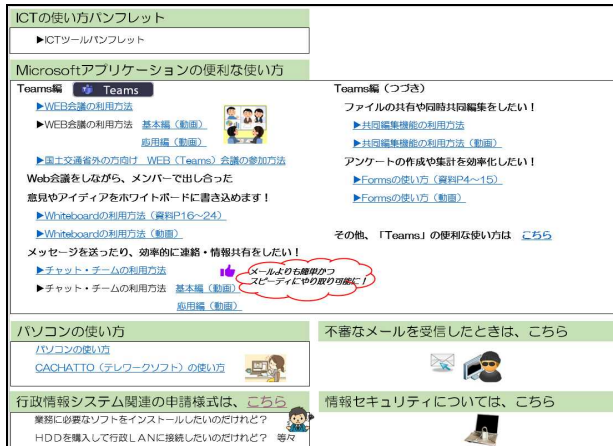 ICTの使い方パンフレット
▶ICTツールパンフレット
Microsoftアプリケーションの便利な使い方
Teams編 Teams
▶WEB会議の利用方法
▶WEB会議の利用方法 基本編（動画）
応用編（動画）
▶国土交通省外の方向け WEB（Teams）会議の参加方法
Web会議をしながら、メンバーで出し合った
意見やアイディアをホワイトボードに書き込めます！
▶Whiteboardの利用方法（資料P16～24）
▶Whiteboardの利用方法（動画）
メッセージを送ったり、効率的に連絡・情報共有をしたい！
▶チャット・チームの利用方法
▶チャット・チームの利用方法 基本編（動画）
応用編（動画）
メールよりも簡単かつ
スピーディにやり取り可能に！
Teams編（つづき）
ファイルの共有や同時共同編集をしたい！
▶共同編集機能の利用方法
▶共同編集機能の利用方法（動画）
アンケートの作成や集計を効率化したい！
▶Formsの使い方（資料P4～15）
▶Formsの使い方（動画）
その他、「Teams」の便利な使い方は こちら
パソコンの使い方
パソコンの使い方
CACHATTO（テレワークソフト）の使い方
不審なメールを受信したときは、こちら
行政情報システム関連の申請様式は、こちら
業務に必要なソフトをインストールしたいのだけれど？
HDDを購入して行政LANに接続したいのだけれど？ 等々
情報セキュリティについては、こちら